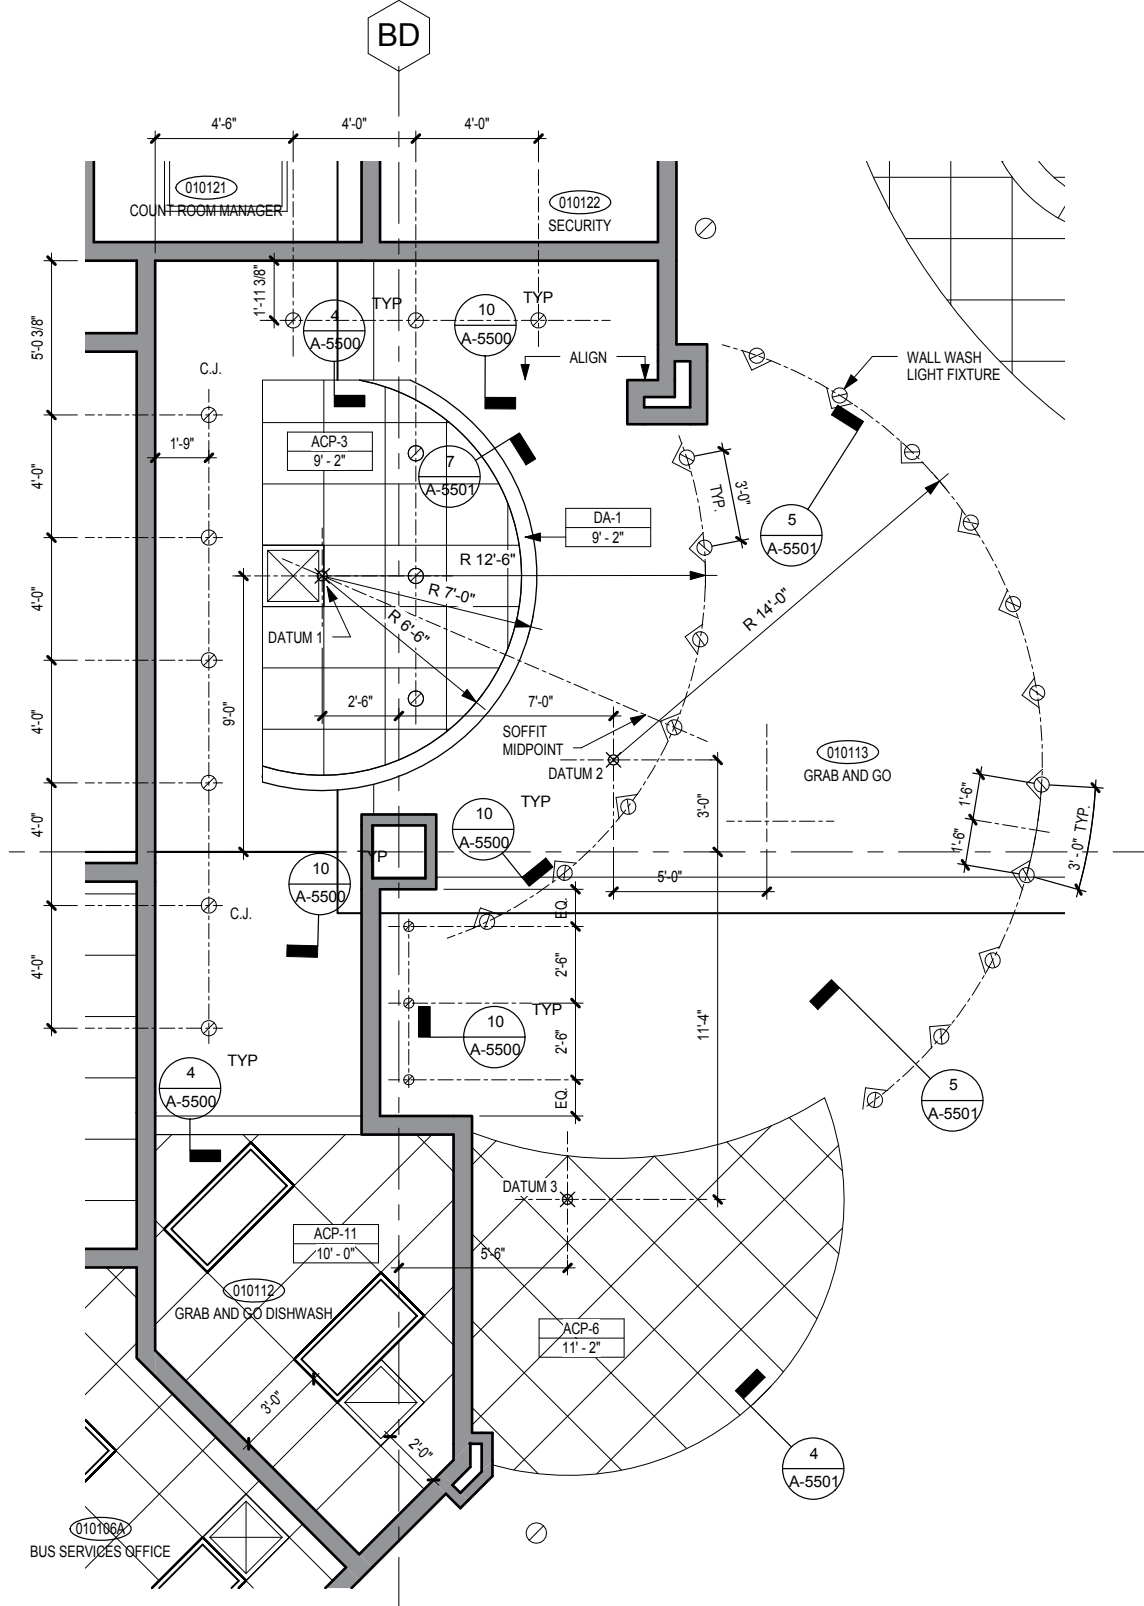 BD
4'-6"
4'-0"
4'-0"
010121
COUNT ROOM MANAGER
010122
SECURITY
5'-0 3/8"
1'-11 3/8"
4
A-5500
TYP
10
A-5500
TYP
ALIGN
WALL WASH
LIGHT FIXTURE
C.J.
1'-9"
4'-0"
ACP-3
9' - 2"
7
A-5501
3'-0"
TYP.
5
A-5501
DA-1
9' - 2"
R 12'-6"
R 7'-0"
R 6'-6"
R 14'-0"
DATUM 1
4'-0"
2'-6"
7'-0"
9'-0"
4'-0"
SOFFIT
MIDPOINT
DATUM 2
010113
GRAB AND GO
3'-0"
1'-6"
1'-6"
3' - 0" TYP.
10
A-5500
TYP
4'-0"
YP
10
A-5500
5'-0"
C.J.
EQ.
4'-0"
2'-6"
10
A-5500
TYP
2'-6"
11'-4"
EQ.
4
A-5500
TYP
5
A-5501
DATUM 3
ACP-11
10' - 0"
5'-6"
010112
GRAB AND GO DISHWASH
ACP-6
11' - 2"
3'-0"
2'-0"
4
A-5501
010106A
BUS SERVICES OFFICE